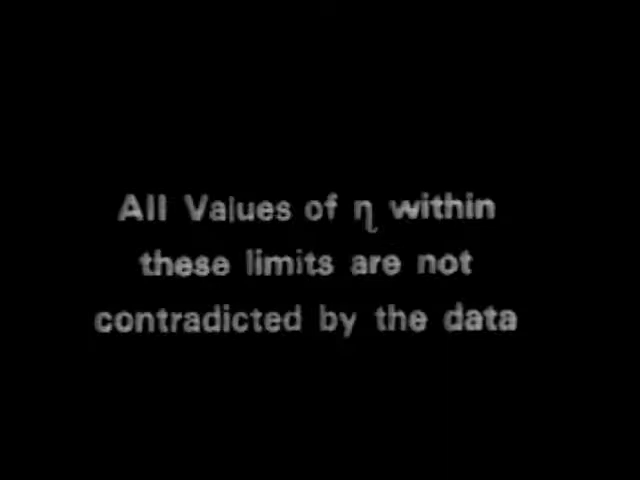 All Values of η within
these limits are not
contradicted by the data